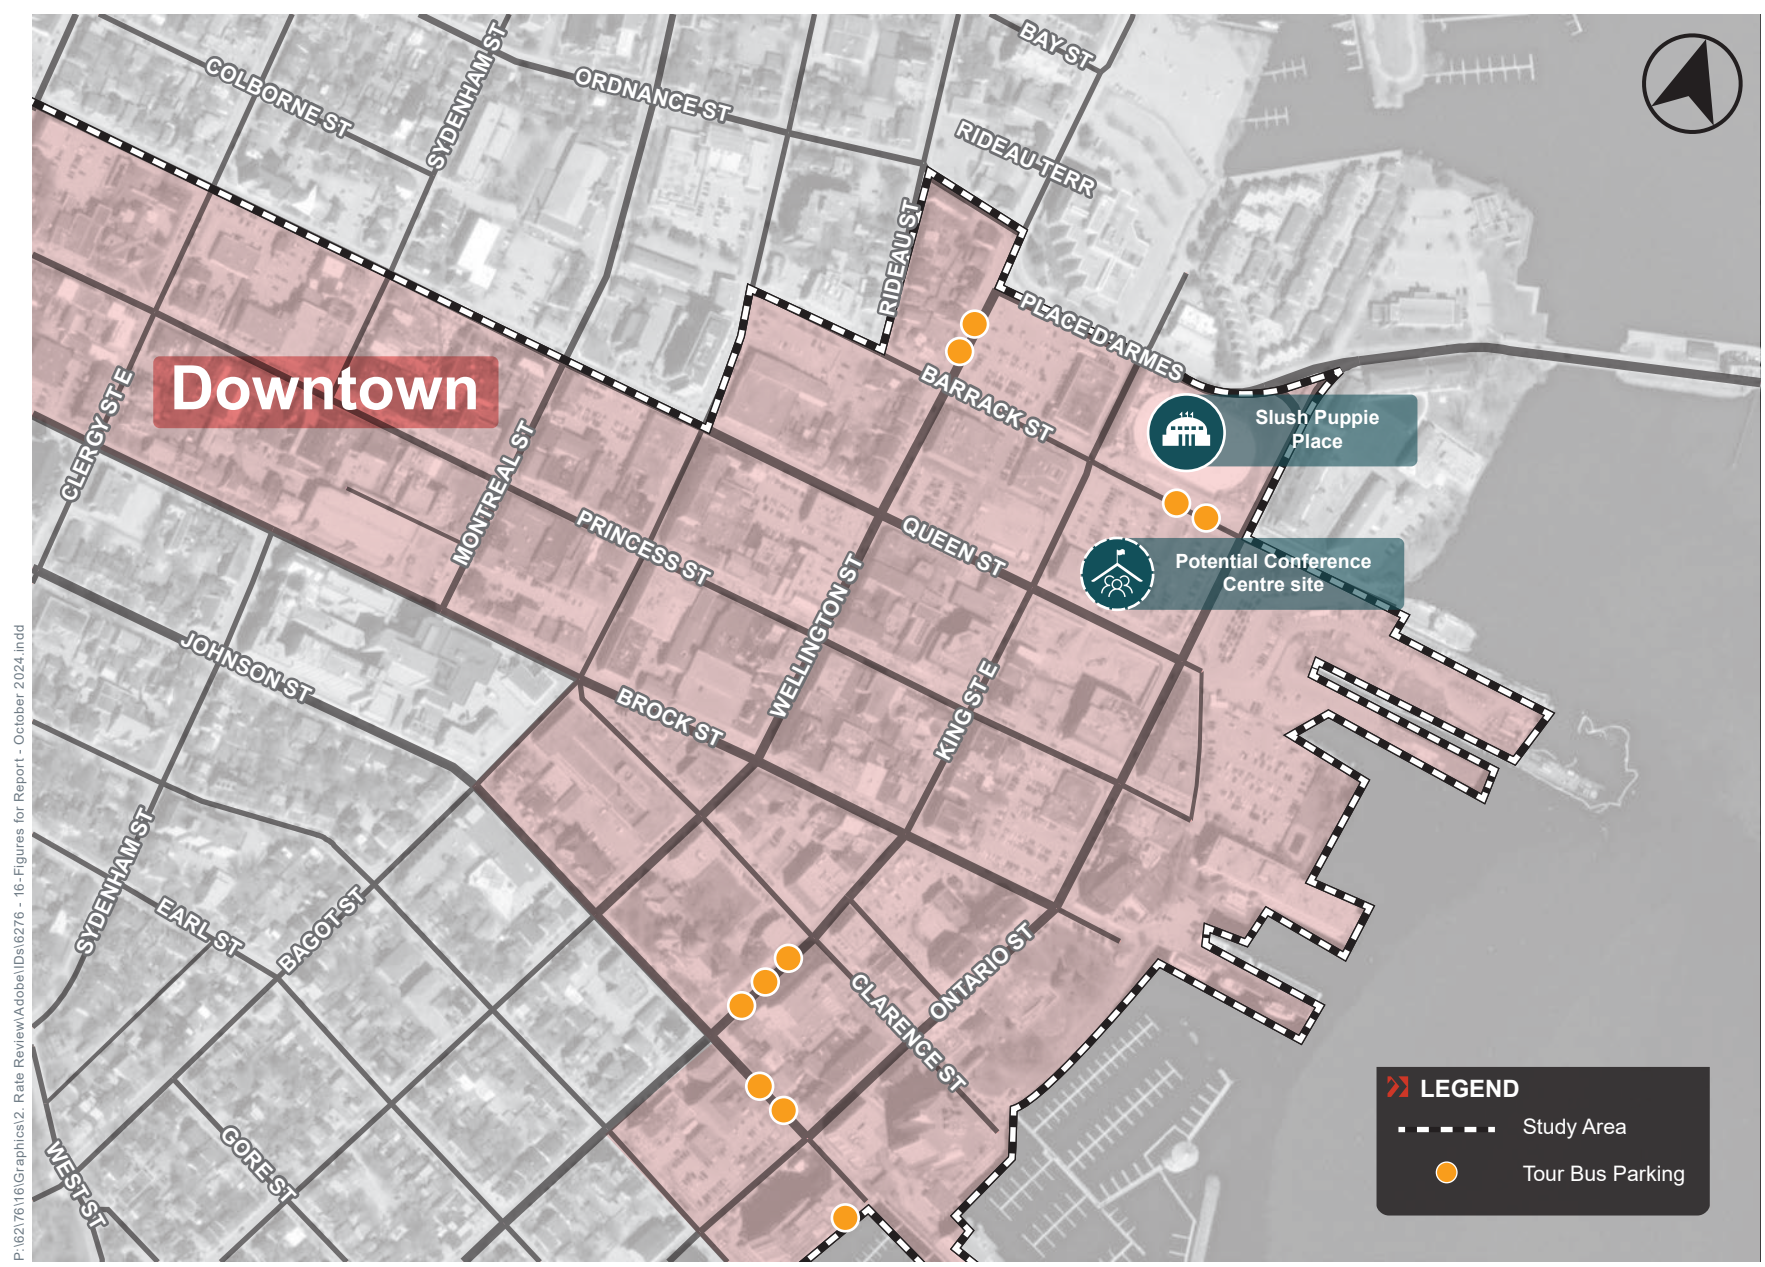 BAY ST
COLBORNE ST
SYDENHAM ST
ORDNANCE ST
RIDEAU TERR
RIDEAU ST
PLACE D'ARMES
Downtown
CLERGY ST E
BARRACK ST
Slush Puppie
Place
MONTREAL ST
PRINCESS ST
QUEEN ST
WELLINGTON ST
Potential Conference
Centre site
KING ST E
JOHNSON ST
BROCK ST
SYDENHAM ST
EARL ST
BAGOT ST
CLARENCE ST
ONTARIO ST
GORE ST
WEST ST
LEGEND
Study Area
Tour Bus Parking
P:\62\76\16\Graphics\2. Rate Review\Adobe\IDs\6276 - 16-Figures for Report - October 2024.indd